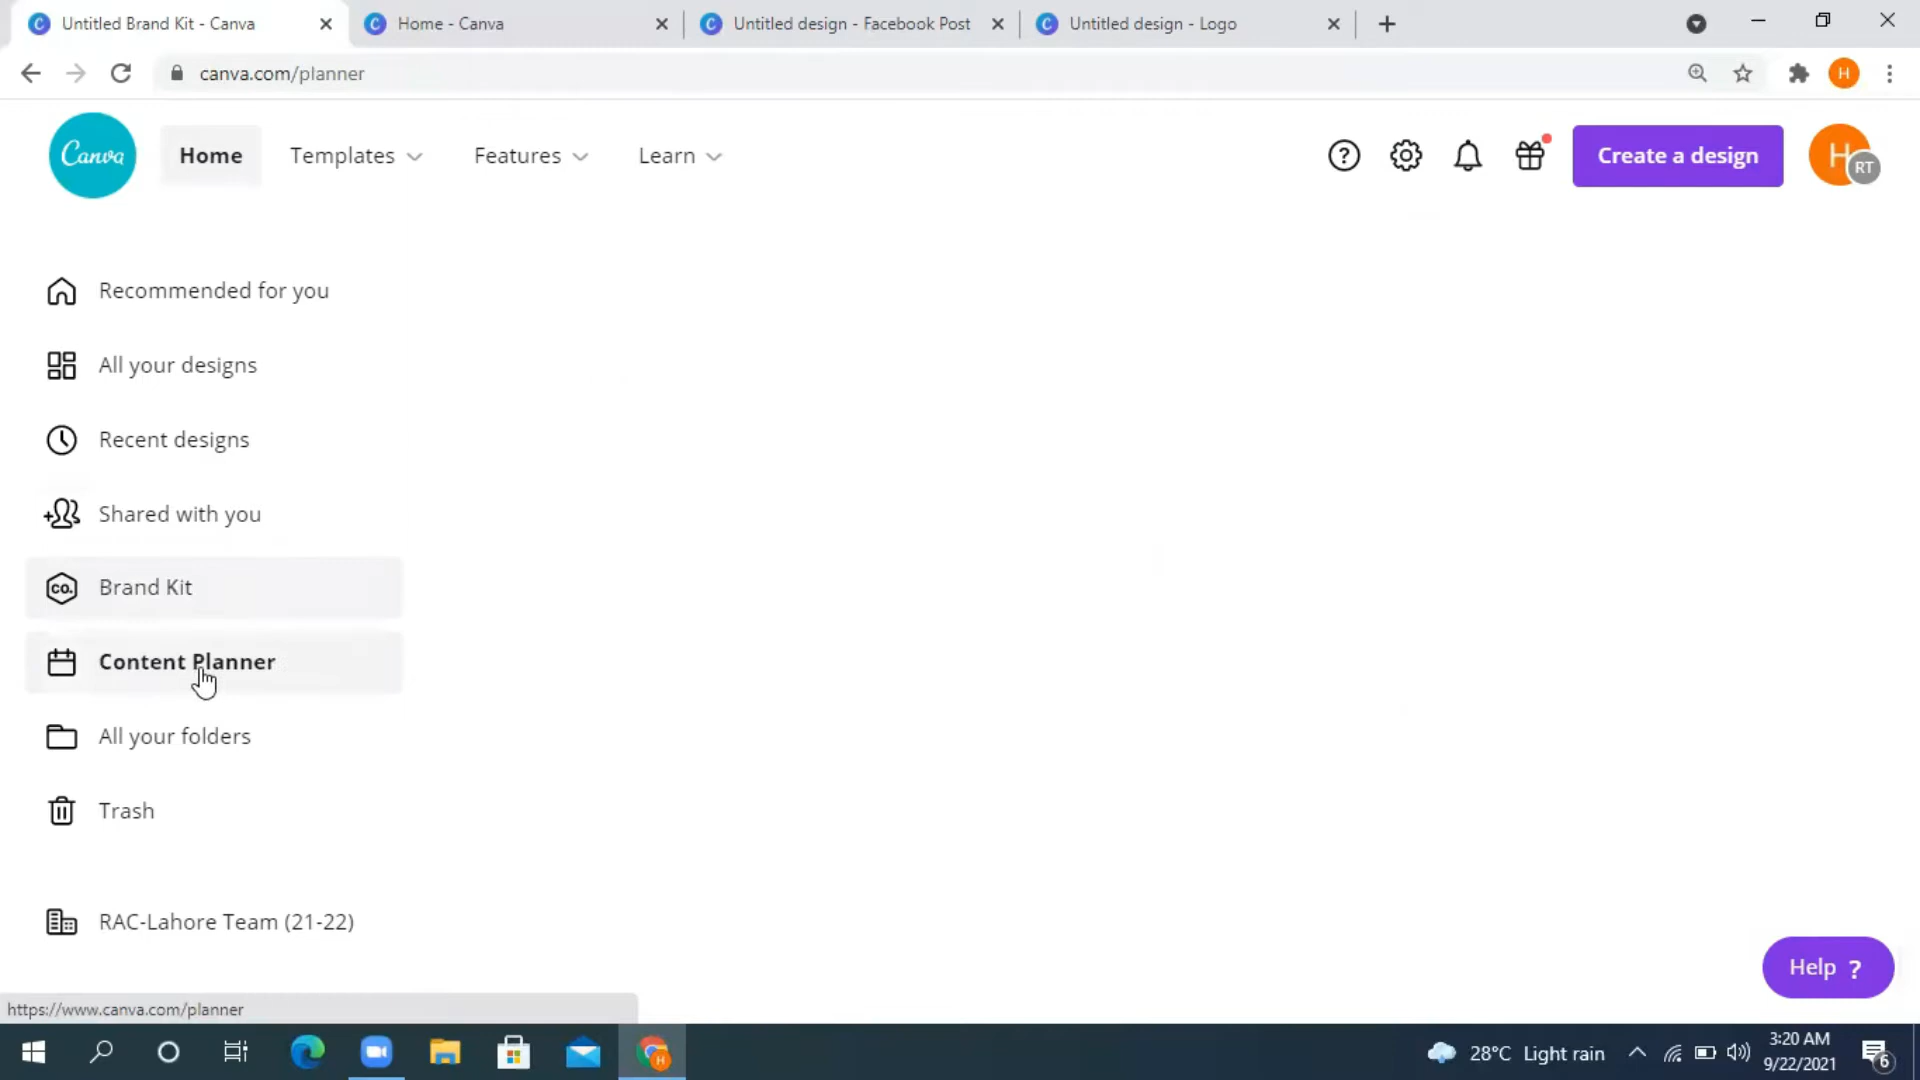 Untitled Brand Kit - Canva
Home - Canva
Untitled design - Facebook Post
Untitled design - Logo
canva.com/planner
H
Canva
Home
Templates
Features
Learn
?
Create a design
H
RT
Recommended for you
All your designs
Recent designs
Shared with you
CO.
Brand Kit
Content Planner
All your folders
Trash
RAC-Lahore Team (21-22)
Help ?
https://www.canva.com/planner
28°C Light rain
3:20 AM
9/22/2021
6